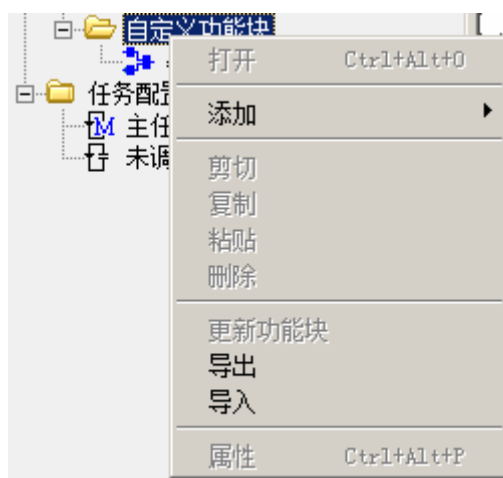 自定义功能块
任务配置
主任
未调
打开 Ctrl+Alt+O
添加
剪切
复制
粘贴
删除
更新功能块
导出
导入
属性 Ctrl+Alt+P